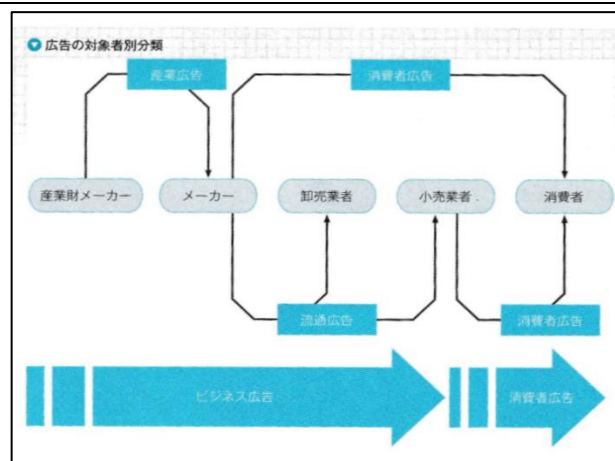 広告の対象者別分類
産業広告
消費者広告
産業財メーカー
メーカー
卸売業者
小売業者
消費者
流通広告
消費者広告
ビジネス広告
消費者広告